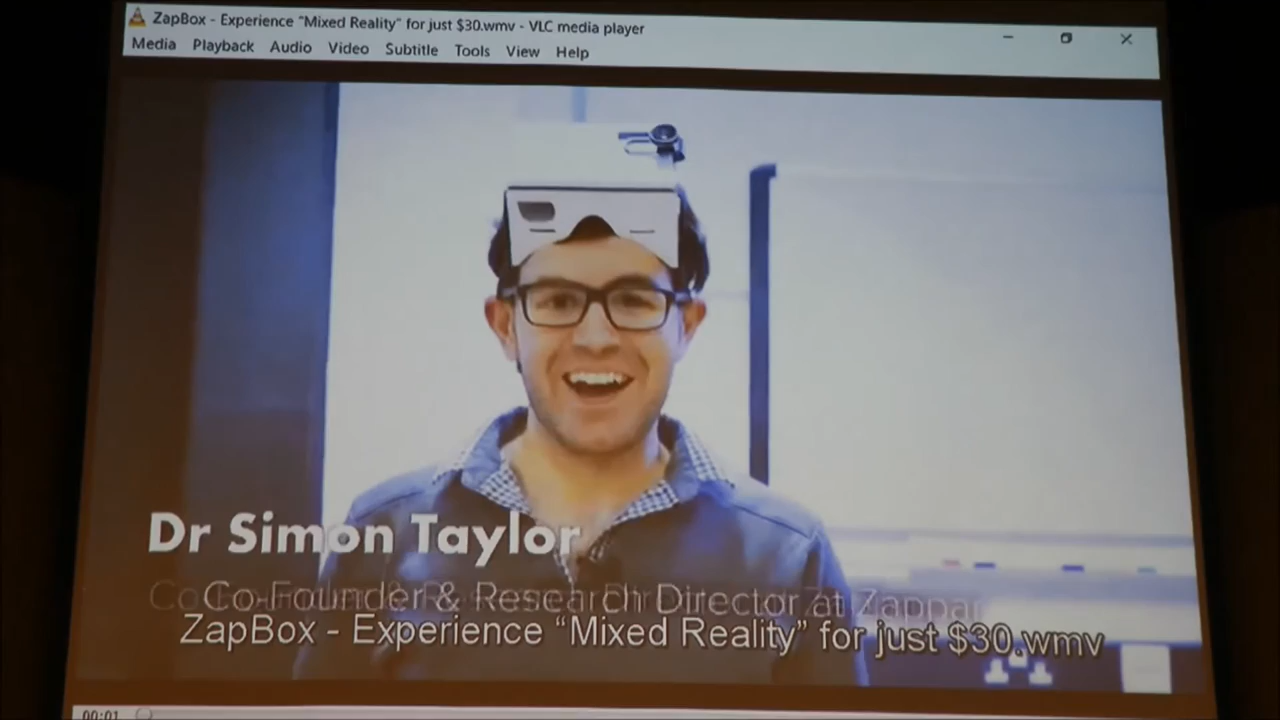 ZapBox - Experience “Mixed Reality” for just $30.wmv - VLC media player
Media Playback Audio Video Subtitle Tools View Help
Dr Simon Taylor
Co-Founder & Research Director at Zappar
ZapBox - Experience “Mixed Reality” for just $30.wmv
00:01